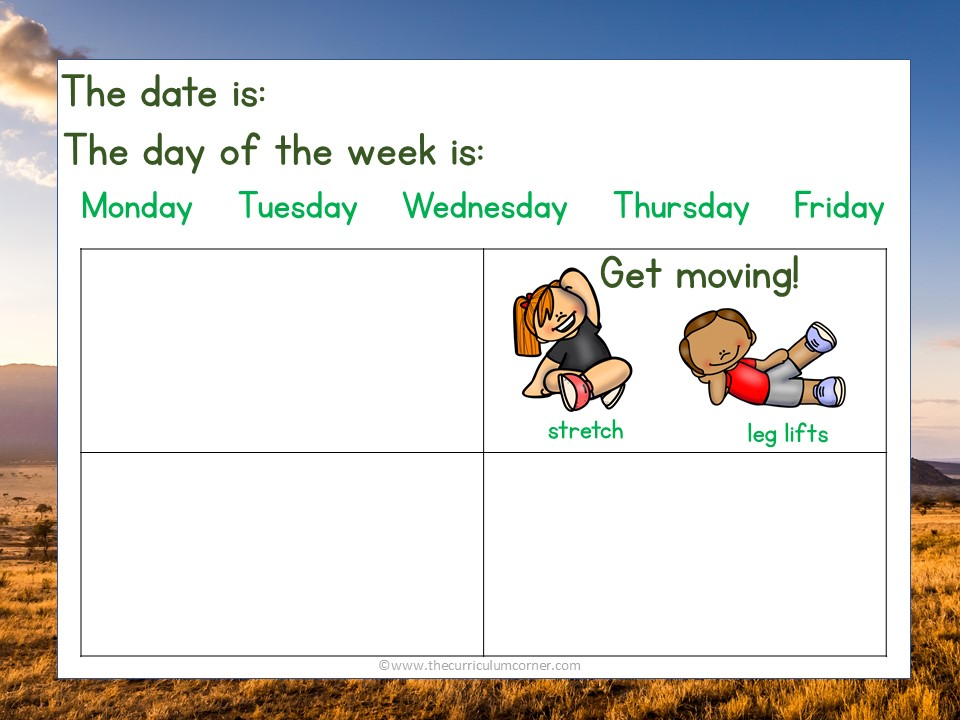 The date is:
The day of the week is:
Monday Tuesday Wednesday Thursday Friday
Get moving!
stretch leg lifts
©www.thecurriculumcorner.com